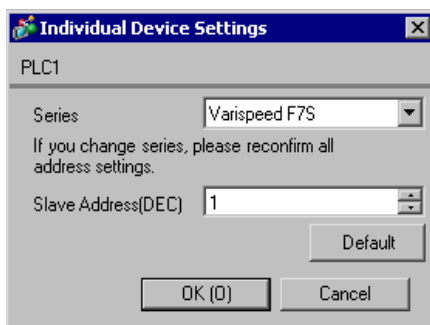 Individual Device Settings
PLC1
Series
Varispeed F7S
If you change series, please reconfirm all
address settings.
Slave Address(DEC)
1
Default
OK (O)
Cancel